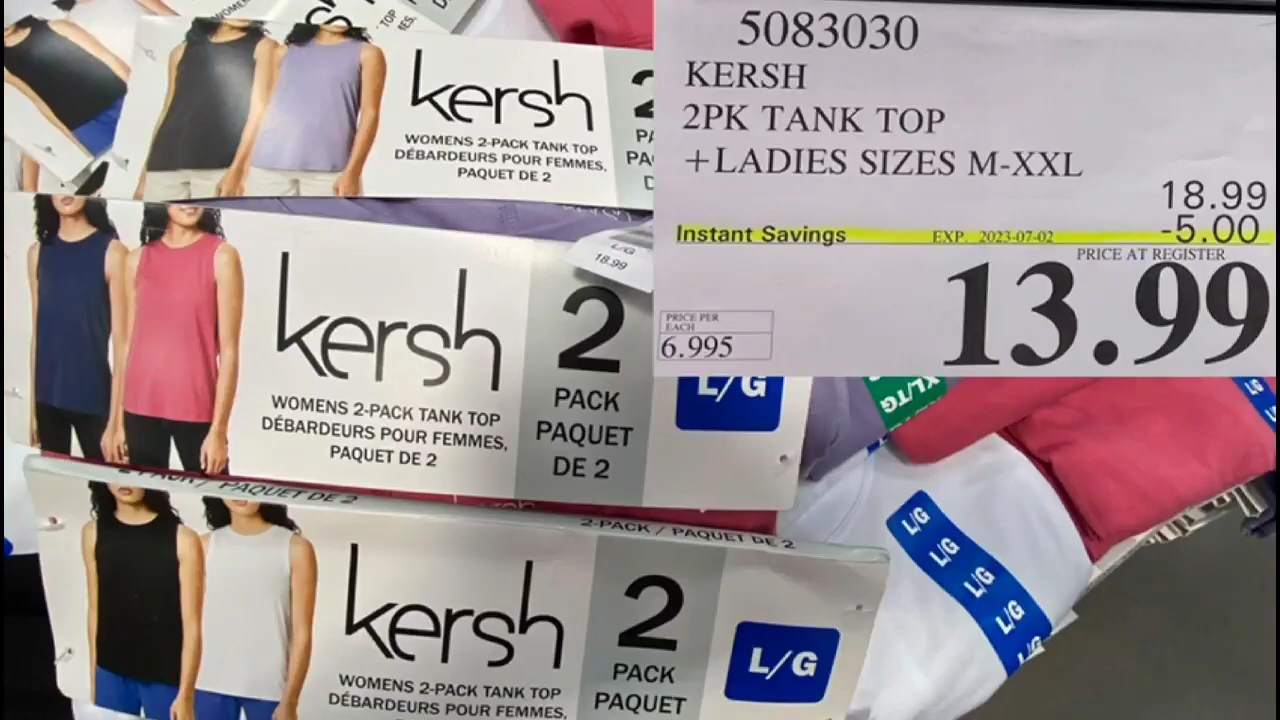 kersh
WOMENS 2-PACK TANK TOP
DÉBARDEURS POUR FEMMES,
PAQUET DE 2
2
L/G
18.99
kersh
WOMENS 2-PACK TANK TOP
DÉBARDEURS POUR FEMMES,
PAQUET DE 2
2
PACK
PAQUET
DE 2
L/G
2-PACK / PAQUET DE 2
2-PACK / PAQUET DE 2
kersh
WOMENS 2-PACK TANK TOP
DÉBARDEURS POUR FEMMES,
2
PACK
PAQUET
L/G
5083030
KERSH
2PK TANK TOP
+LADIES SIZES M-XXL
18.99
Instant Savings EXP. 2023-07-02 -5.00
PRICE AT REGISTER
13.99
PRICE PER
EACH
6.995
XL/TG
L/G
L/G
L/G
L/G
L/G
L/G